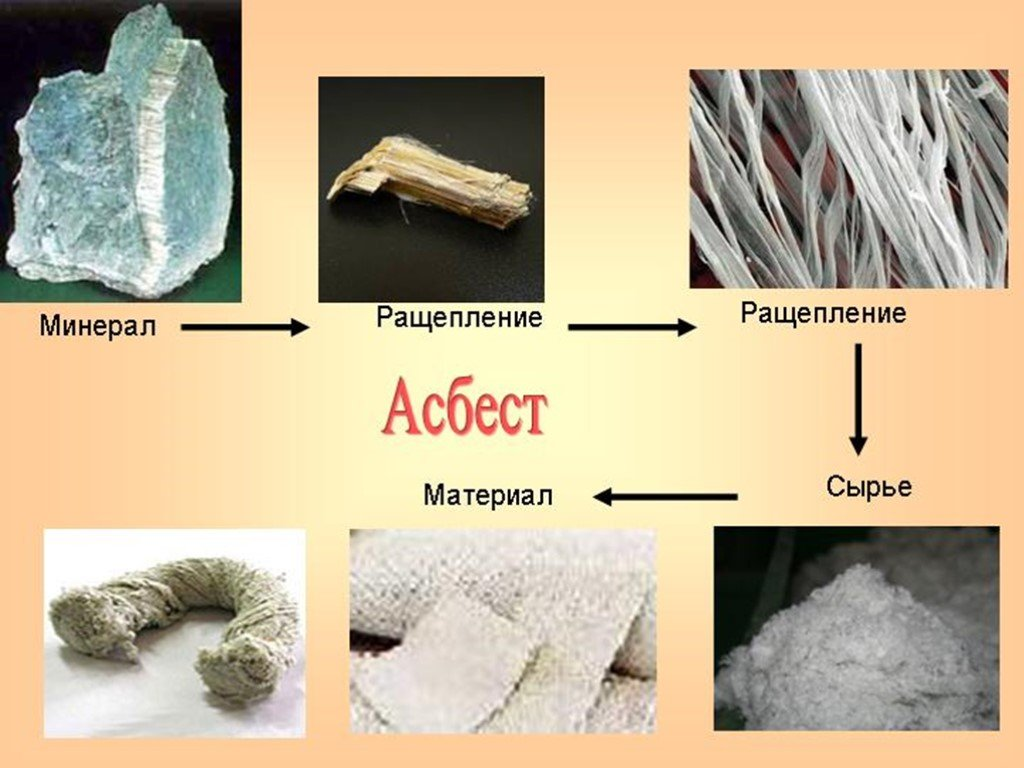 Минерал
Ращепление
Ращепление
Асбест
Материал
Сырье